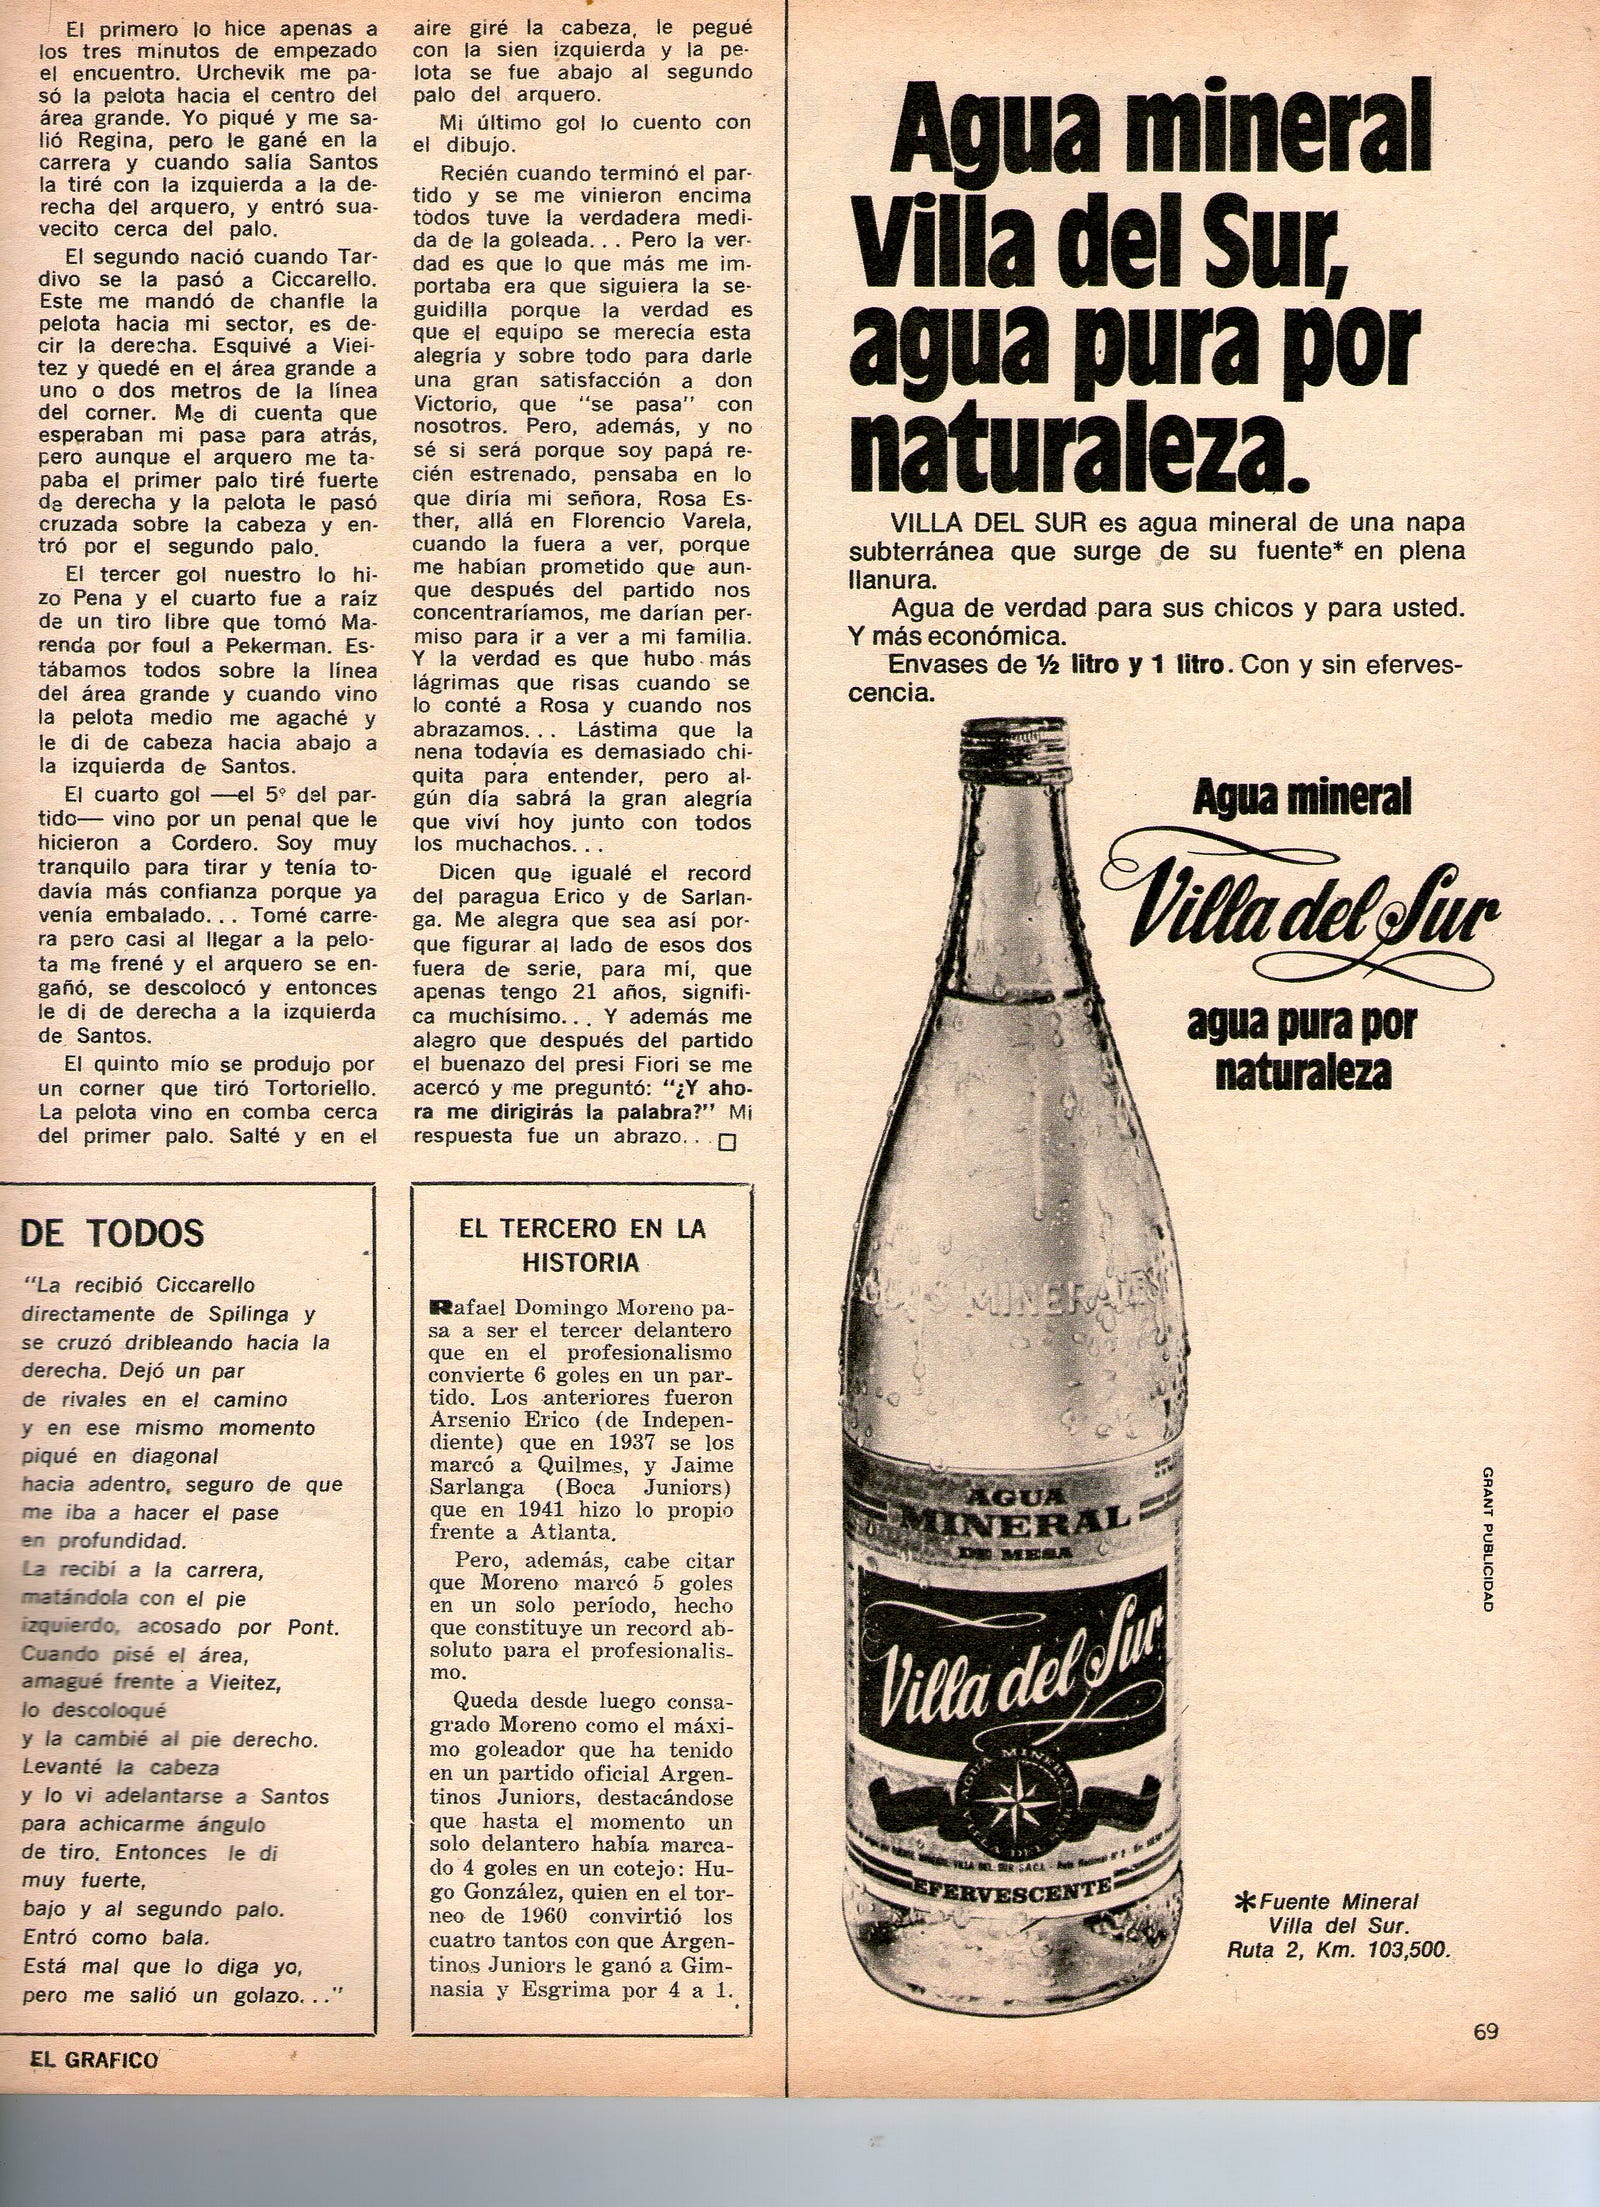 El primero lo hice apenas a
los tres minutos de empezado
el encuentro. Urchevik me pa-
só la pelota hacia el centro del
área grande. Yo piqué y me sa-
lió Regina, pero le gané en la
carrera y cuando salía Santos
la tiré con la izquierda a la de-
recha del arquero, y entró sua-
vecito cerca del palo.
El segundo nació cuando Tar-
divo se la pasó a Ciccarello.
Este me mandó de chanfle la
pelota hacia mi sector, es de-
cir la derecha. Esquivé a Viei-
tez y quedé en el área grande a
uno o dos metros de la línea
del corner. Me di cuenta que
esperaban mi pase para atrás,
pero aunque el arquero me ta-
paba el primer palo tiré fuerte
de derecha y la pelota le pasó
cruzada sobre la cabeza y en-
tró por el segundo palo.
El tercer gol nuestro lo hi-
zo Pena y el cuarto fue a raíz
de un tiro libre que tomó Ma-
renda por foul a Pekerman. Es-
tábamos todos sobre la línea
del área grande y cuando vino
la pelota medio me agaché y
le di de cabeza hacia abajo a
la izquierda de Santos.
El cuarto gol —el 5º del par-
tido— vino por un penal que le
hicieron a Cordero. Soy muy
tranquilo para tirar y tenía to-
davía más confianza porque ya
venía embalado... Tomé carre-
ra pero casi al llegar a la pelo-
ta me frené y el arquero se en-
gañó, se descolocó y entonces
le di de derecha a la izquierda
de Santos.
El quinto mío se produjo por
un corner que tiró Tortoriello.
La pelota vino en comba cerca
del primer palo. Salté y en el
aire giré la cabeza, le pegué
con la sien izquierda y la pe-
lota se fue abajo al segundo
palo del arquero.
Mi último gol lo cuento con
el dibujo.
Recién cuando terminó el par-
tido y se me vinieron encima
todos tuve la verdadera medi-
da de la goleada... Pero la ver-
dad es que lo que más me im-
portaba era que siguiera la se-
guidilla porque la verdad es
que el equipo se merecía esta
alegría y sobre todo para darle
una gran satisfacción a don
Victorio, que "se pasa" con
nosotros. Pero, además, y no
sé si será porque soy papá re-
cién estrenado, pensaba en lo
que diría mi señora, Rosa Es-
ther, allá en Florencio Varela,
cuando la fuera a ver, porque
me habían prometido que aun-
que después del partido nos
concentraríamos, me darían per-
miso para ir a ver a mi familia.
Y la verdad es que hubo más
lágrimas que risas cuando se
lo conté a Rosa y cuando nos
abrazamos... Lástima que la
nena todavía es demasiado chi-
quita para entender, pero al-
gún día sabrá la gran alegría
que viví hoy junto con todos
los muchachos...
Dicen que igualé el record
del paragua Erico y de Sarlan-
ga. Me alegra que sea así por-
que figurar al lado de esos dos
fuera de serie, para mí, que
apenas tengo 21 años, signifi-
ca muchísimo... Y además me
alegro que después del partido
el buenazo del presi Fiori se me
acercó y me preguntó: "¿Y aho-
ra me dirigirás la palabra?" Mi
respuesta fue un abrazo...
DE TODOS
"La recibió Ciccarello
directamente de Spilinga y
se cruzó dribleando hacia la
derecha. Dejó un par
de rivales en el camino
y en ese mismo momento
piqué en diagonal
hacia adentro, seguro de que
me iba a hacer el pase
en profundidad.
La recibí a la carrera,
matándola con el pie
izquierdo, acosado por Pont.
Cuando pisé el área,
amagué frente a Vieitez,
lo descoloqué
y la cambié al pie derecho.
Levanté la cabeza
y lo vi adelantarse a Santos
para achicarme ángulo
de tiro. Entonces le di
muy fuerte,
bajo y al segundo palo.
Entró como bala.
Está mal que lo diga yo,
pero me salió un golazo..."
EL TERCERO EN LA
HISTORIA
Rafael Domingo Moreno pa-
sa a ser el tercer delantero
que en el profesionalismo
convierte 6 goles en un par-
tido. Los anteriores fueron
Arsenio Erico (de Indepen-
diente) que en 1937 se los
marcó a Quilmes, y Jaime
Sarlanga (Boca Juniors)
que en 1941 hizo lo propio
frente a Atlanta.
Pero, además, cabe citar
que Moreno marcó 5 goles
en un solo período, hecho
que constituye un record ab-
soluto para el profesionalis-
mo.
Queda desde luego consa-
grado Moreno como el máxi-
mo goleador que ha tenido
en un partido oficial Argen-
tinos Juniors, destacándose
que hasta el momento un
solo delantero había marca-
do 4 goles en un cotejo: Hu-
go González, quien en el tor-
neo de 1960 convirtió los
cuatro tantos con que Argen-
tinos Juniors le ganó a Gim-
nasia y Esgrima por 4 a 1.
EL GRAFICO
Agua mineral
Villa del Sur,
agua pura por
naturaleza.
VILLA DEL SUR es agua mineral de una napa
subterránea que surge de su fuente* en plena
llanura.
Agua de verdad para sus chicos y para usted.
Y más económica.
Envases de ½ litro y 1 litro. Con y sin eferves-
cencia.
Agua mineral
Villa del Sur
agua pura por
naturaleza
MINERALES
AGUA
MINERAL
DE MESA
Villa del Sur
AGUA MINERAL
VILLA DEL SUR
EFERVESCENTE
GRANT PUBLICIDAD
*Fuente Mineral
Villa del Sur.
Ruta 2, Km. 103,500.
69